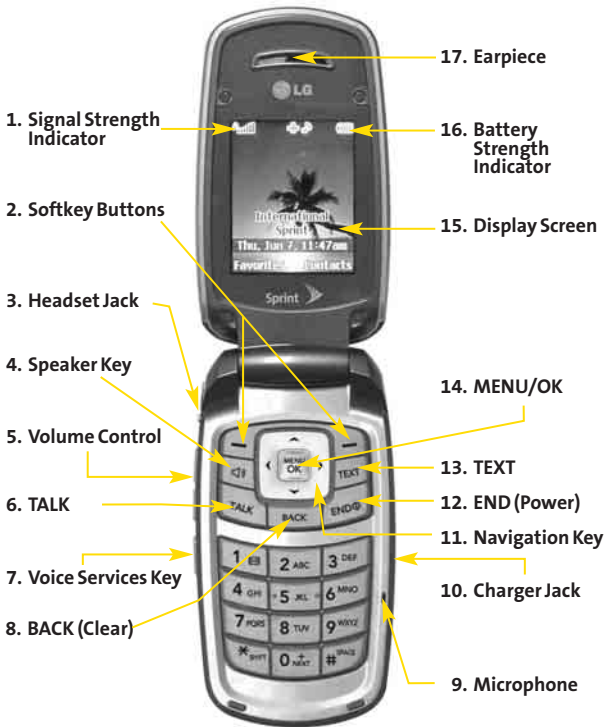 17. Earpiece
LG
1. Signal Strength
Indicator
16. Battery
Strength
Indicator
2. Softkey Buttons
International
Sprint
15. Display Screen
Thu, Jun 7, 11:47am
Favorites Contacts
Sprint
3. Headset Jack
4. Speaker Key
14. MENU/OK
5. Volume Control
MENU
OK
TEXT
13. TEXT
6. TALK
TALK
BACK
END
12. END (Power)
11. Navigation Key
7. Voice Services Key
1
2 ABC
3 DEF
10. Charger Jack
4 GHI
5 JKL
6 MNO
8. BACK (Clear)
7 PQRS
8 TUV
9 WXYZ
* SHIFT
0 + NEXT
# SPACE
9. Microphone